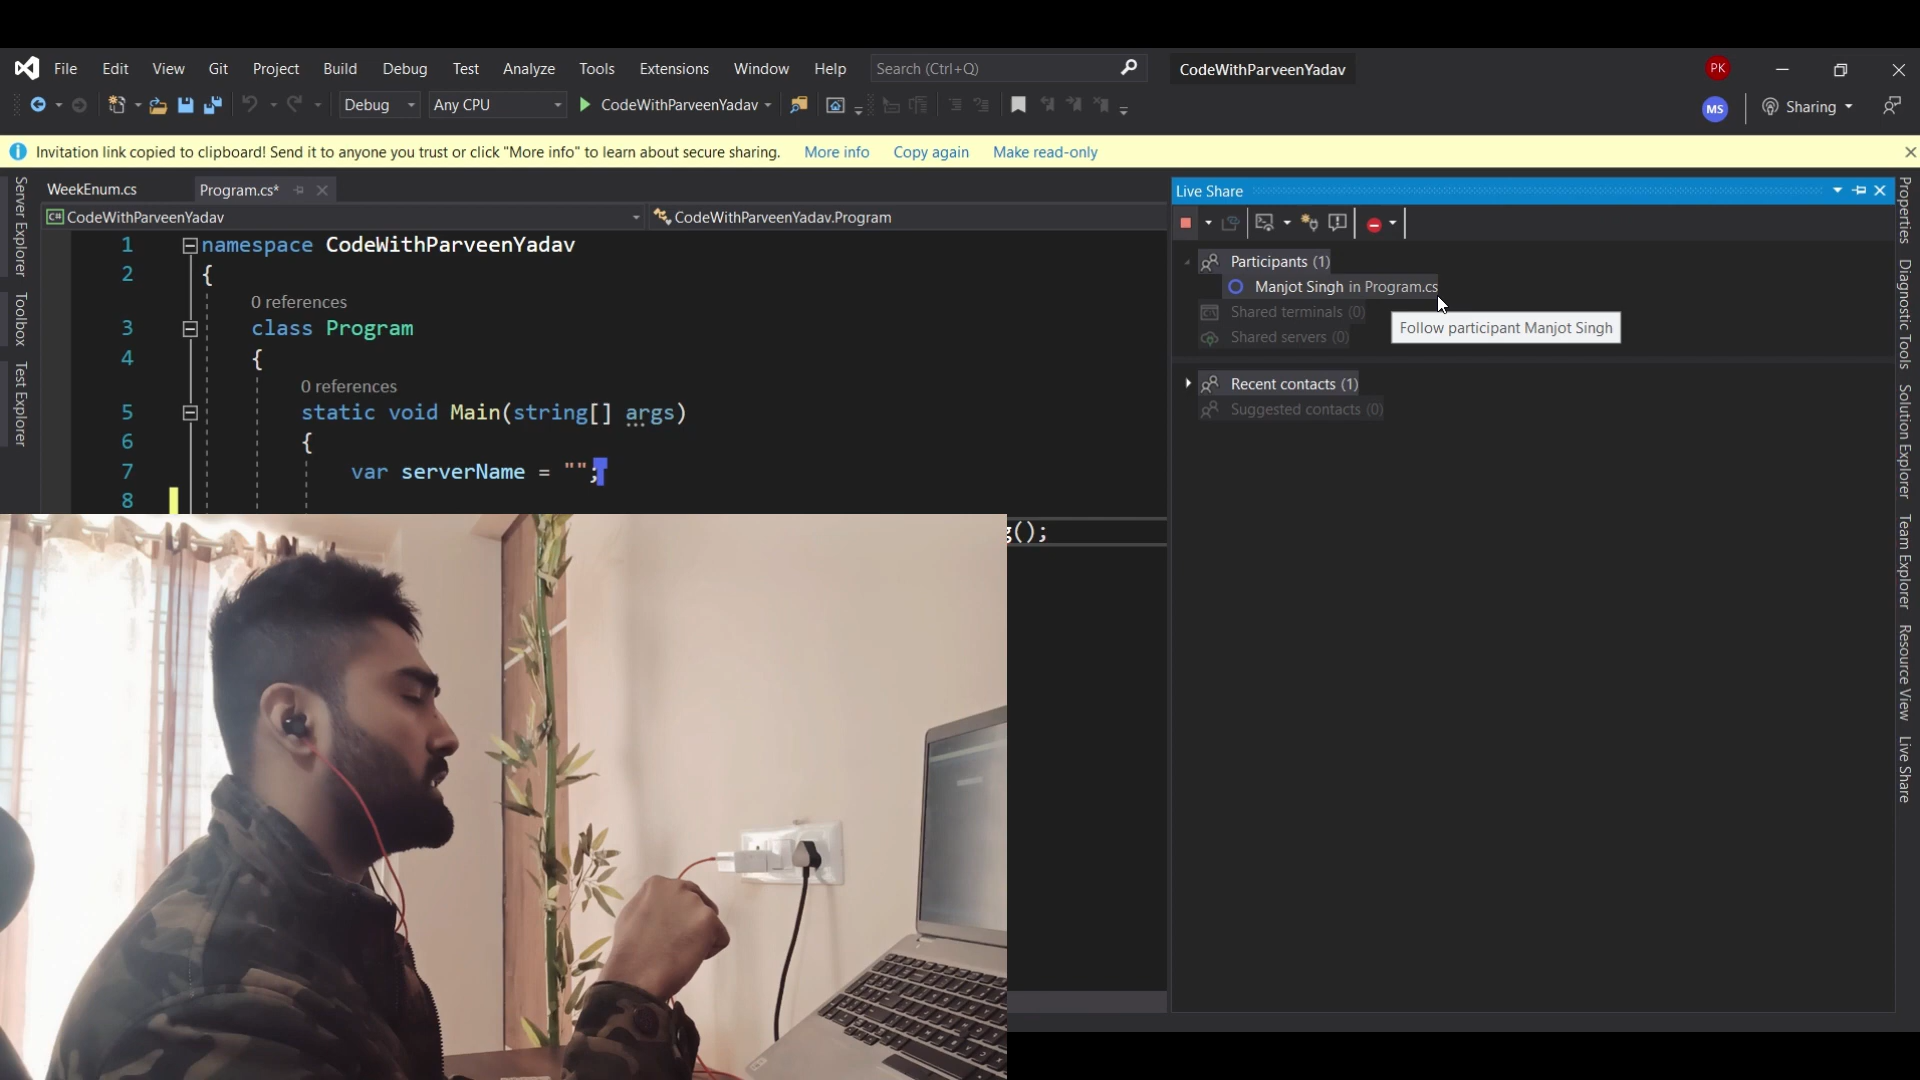 File Edit View Git Project Build Debug Test Analyze Tools Extensions Window Help Search (Ctrl+Q) CodeWithParveenYadav PK
Debug Any CPU CodeWithParveenYadav MS Sharing
Invitation link copied to clipboard! Send it to anyone you trust or click "More info" to learn about secure sharing. More info Copy again Make read-only
WeekEnum.cs Program.cs*
CodeWithParveenYadav CodeWithParveenYadav.Program
1 namespace CodeWithParveenYadav
2 {
0 references
3 class Program
4 {
0 references
5 static void Main(string[] args)
6 {
7 var serverName = "";
8
();
Server Explorer
Toolbox
Test Explorer
Live Share
Participants (1)
Manjot Singh in Program.cs
Shared terminals (0)
Shared servers (0)
Follow participant Manjot Singh
Recent contacts (1)
Suggested contacts (0)
Properties
Diagnostic Tools
Solution Explorer
Team Explorer
Resource View
Live Share